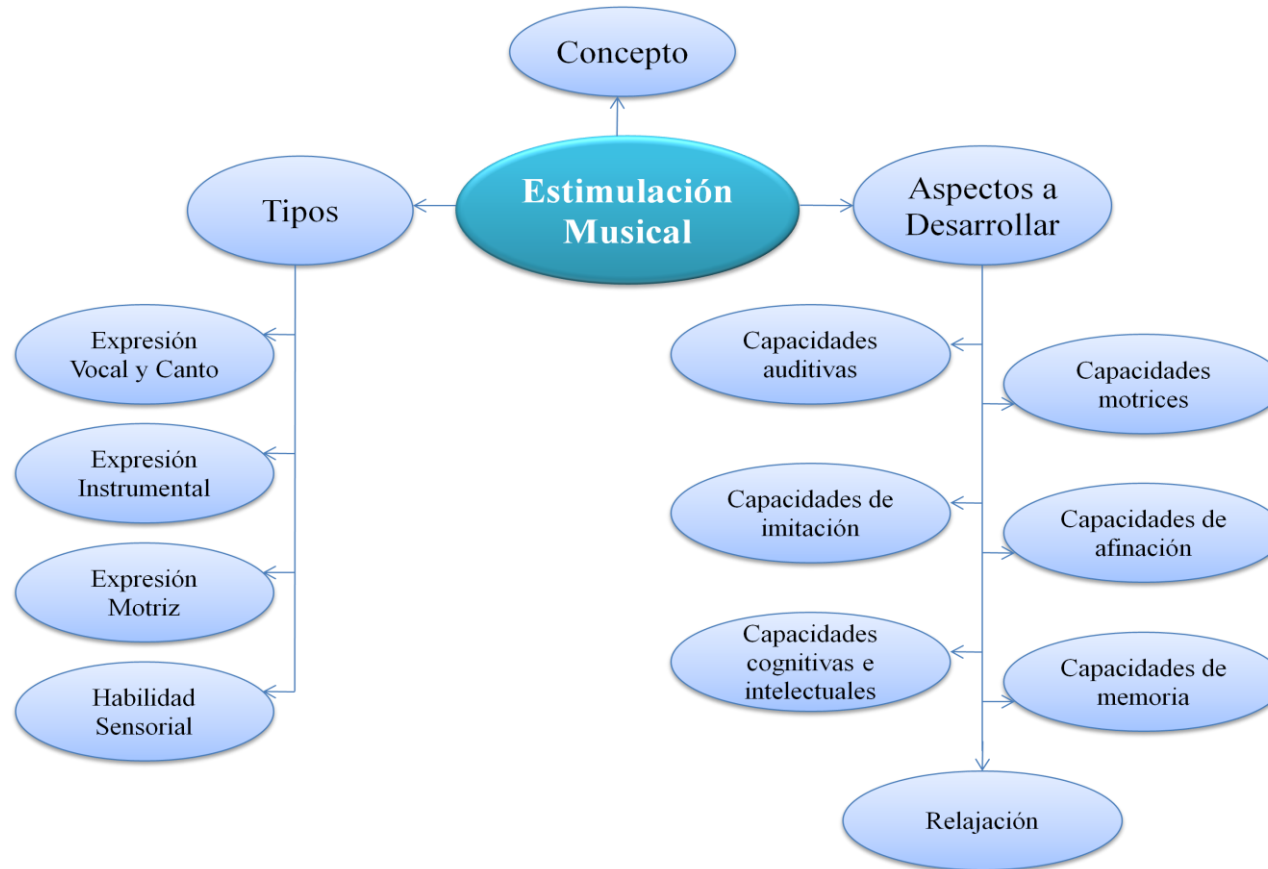 Concepto
Estimulación
Musical
Tipos
Aspectos a
Desarrollar
Expresión
Vocal y Canto
Expresión
Instrumental
Expresión
Motriz
Habilidad
Sensorial
Capacidades
auditivas
Capacidades
motrices
Capacidades de
imitación
Capacidades de
afinación
Capacidades
cognitivas e
intelectuales
Capacidades de
memoria
Relajación